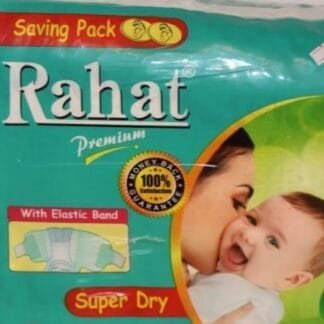 Saving Pack
Rahat®
Premium
MONEY BACK
100%
Satisfaction
GUARANTEE
With Elastic Band
Super Dry